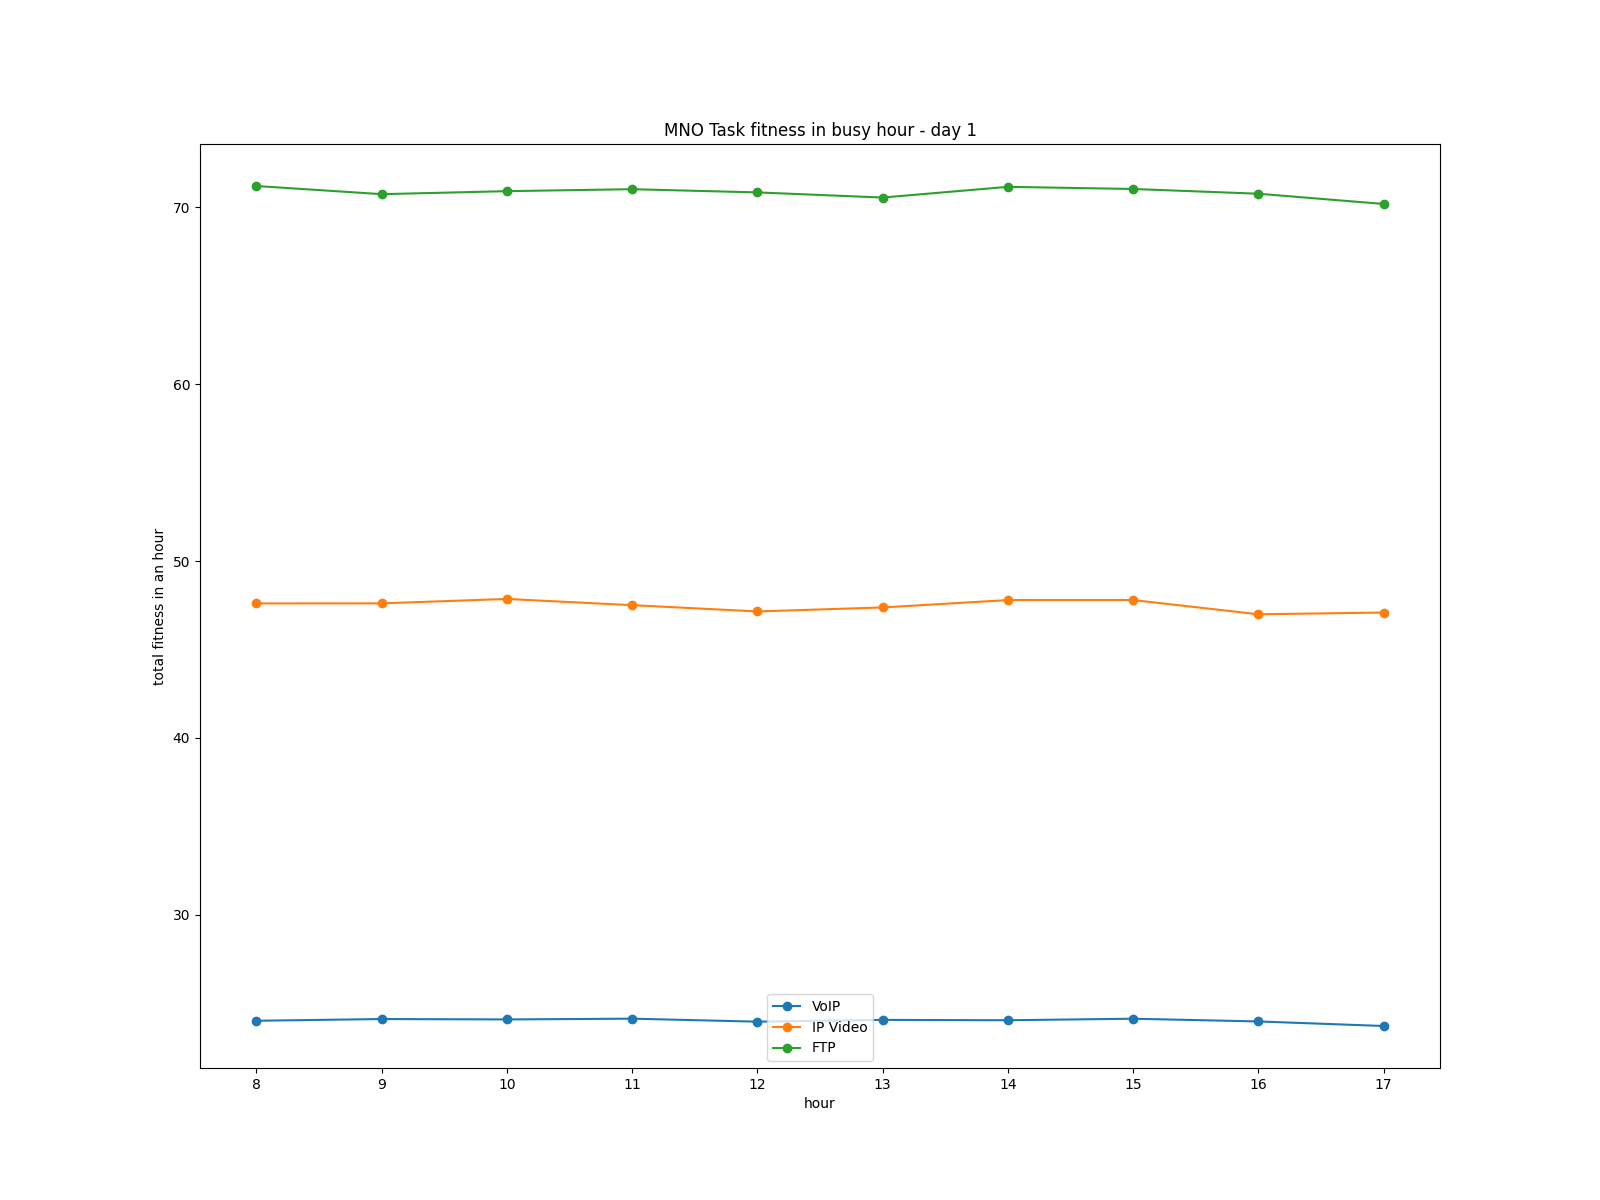 MNO Task fitness in busy hour - day 1
total fitness in an hour
70
60
50
40
30
VoIP
IP Video
FTP
8 9 10 11 12 13 14 15 16 17
hour